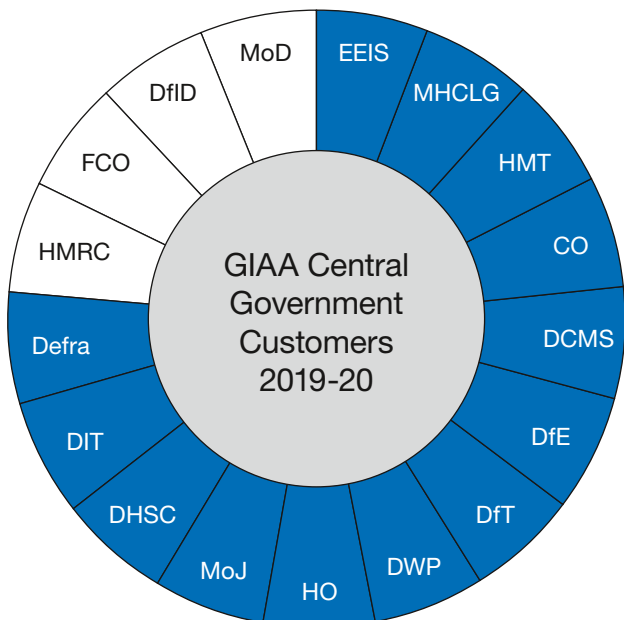 GIAA Central
Government
Customers
2019-20
EEIS
MHCLG
HMT
CO
DCMS
DfE
DfT
DWP
HO
MoJ
DHSC
DIT
Defra
HMRC
FCO
DfID
MoD